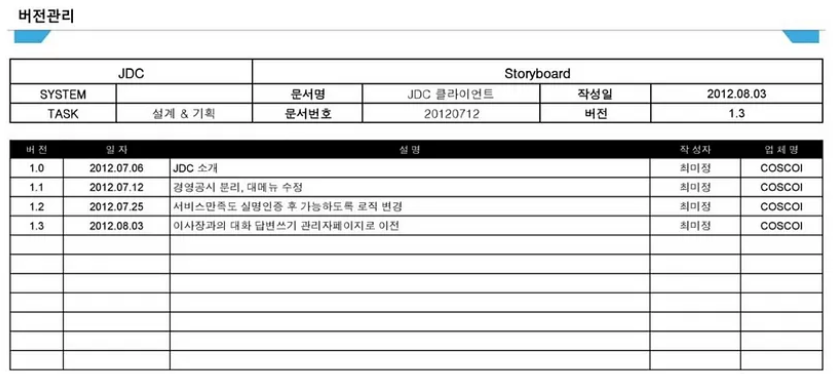 버전관리
JDC Storyboard
SYSTEM 문서명 JDC 클라이언트 작성일 2012.08.03
TASK 설계 & 기획 문서번호 20120712 버전 1.3
버전 일자 설명 작성자 업체명
1.0 2012.07.06 JDC 소개 최미정 COSCOI
1.1 2012.07.12 경영공시 분리, 대메뉴 수정 최미정 COSCOI
1.2 2012.07.25 서비스만족도 실명인증 후 가능하도록 로직 변경 최미정 COSCOI
1.3 2012.08.03 이사장과의 대화 답변쓰기 관리자페이지로 이전 최미정 COSCOI